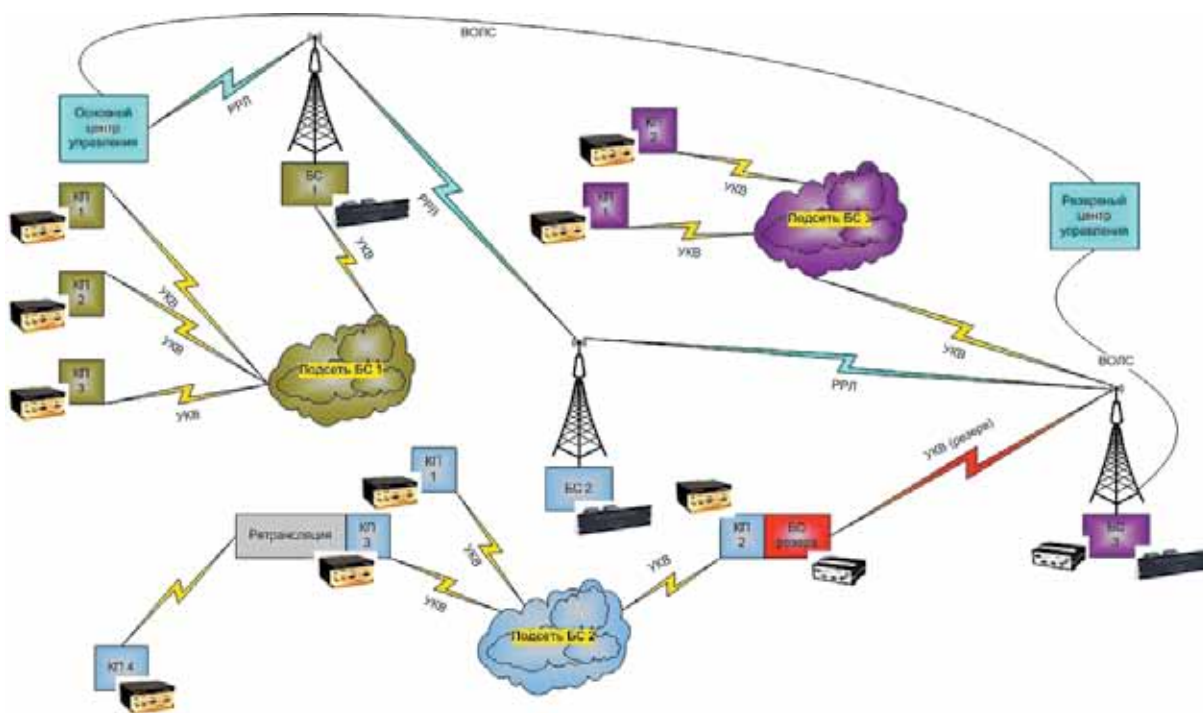 ВОЛС
Основной
центр
управления
РРЛ
БС
1
КП
2
УКВ
КП
1
УКВ
Подсеть БС 3
Резервный
центр
управления
КП
1
КП
2
КП
3
УКВ
УКВ
УКВ
УКВ
Подсеть БС 1
РРЛ
УКВ
РРЛ
ВОЛС
УКВ (резерв)
БС 2
КП
1
Ретрансляция
КП
3
УКВ
УКВ
Подсеть БС 2
УКВ
КП
2
БС
резерв
БС
3
КП 4